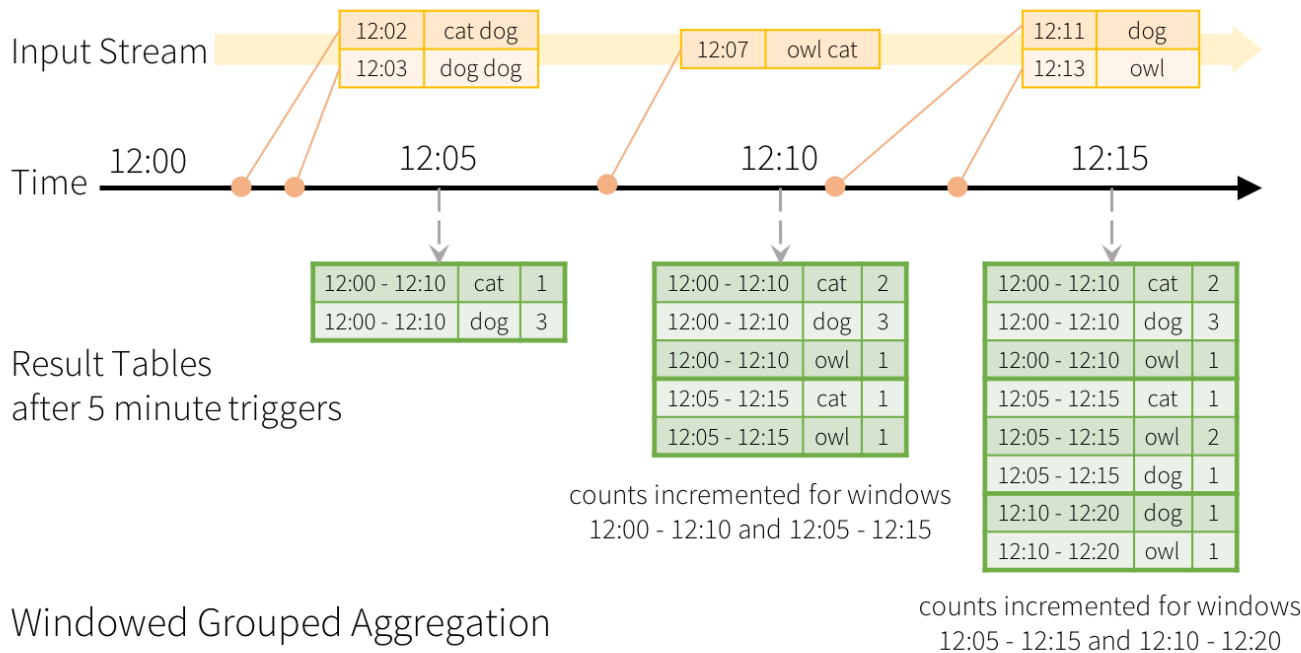 Input Stream
12:02 cat dog
12:03 dog dog
12:07 owl cat
12:11 dog
12:13 owl
Time
12:00
12:05
12:10
12:15
Result Tables
after 5 minute triggers
12:00 - 12:10 cat 1
12:00 - 12:10 dog 3
12:00 - 12:10 cat 2
12:00 - 12:10 dog 3
12:00 - 12:10 owl 1
12:05 - 12:15 cat 1
12:05 - 12:15 owl 1
counts incremented for windows
12:00 - 12:10 and 12:05 - 12:15
12:00 - 12:10 cat 2
12:00 - 12:10 dog 3
12:00 - 12:10 owl 1
12:05 - 12:15 cat 1
12:05 - 12:15 owl 2
12:05 - 12:15 dog 1
12:10 - 12:20 dog 1
12:10 - 12:20 owl 1
counts incremented for windows
12:05 - 12:15 and 12:10 - 12:20
Windowed Grouped Aggregation